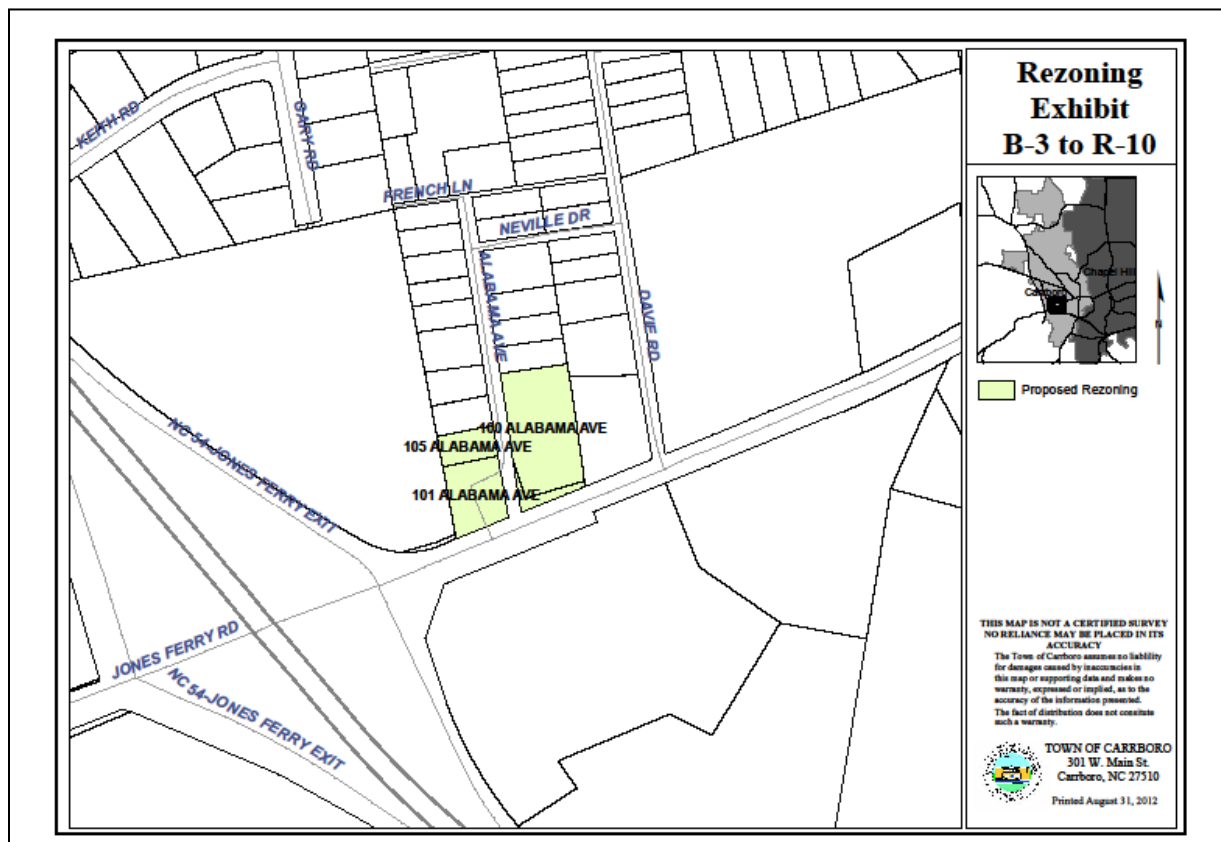 Rezoning
Exhibit
B-3 to R-10
KEITH RD
GARY RD
FRENCH LN
NEVILLE DR
ALABAMA AVE
DAVIE RD
100 ALABAMA AVE
105 ALABAMA AVE
101 ALABAMA AVE
NC 54-JONES FERRY EXIT
JONES FERRY RD
NC 54-JONES FERRY EXIT
Chapel Hill
N
Proposed Rezoning
THIS MAP IS NOT A CERTIFIED SURVEY
NO RELIANCE MAY BE PLACED IN ITS
ACCURACY
The Town of Carrboro assumes no liability
for damages caused by inaccuracies in
this map or supporting data and makes no
warranty, expressed or implied, as to the
accuracy of the information presented.
The fact of distribution does not constitute
such a warranty.
TOWN OF CARRBORO
301 W. Main St.
Carrboro, NC 27510
Printed August 31, 2012